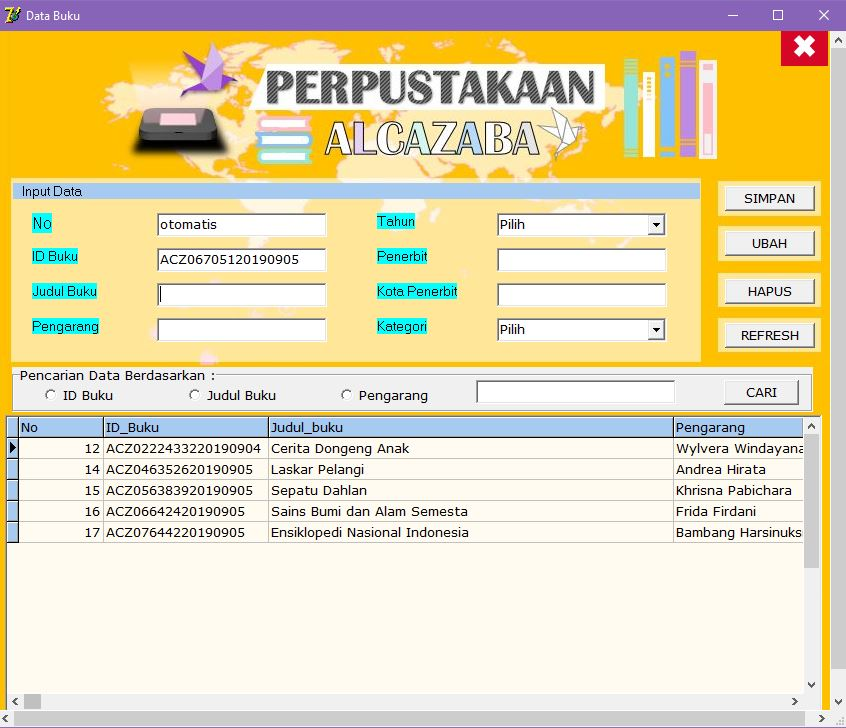 Data Buku
PERPUSTAKAAN
ALCAZABA
Input Data
No otomatis Tahun Pilih
ID Buku ACZ06705120190905 Penerbit
Judul Buku Kota Penerbit
Pengarang Kategori Pilih
SIMPAN
UBAH
HAPUS
REFRESH
Pencarian Data Berdasarkan :
ID Buku Judul Buku Pengarang CARI
No ID_Buku Judul_buku Pengarang
12 ACZ0222433220190904 Cerita Dongeng Anak Wylvera Windayana
14 ACZ046352620190905 Laskar Pelangi Andrea Hirata
15 ACZ056383920190905 Sepatu Dahlan Khrisna Pabichara
16 ACZ06642420190905 Sains Bumi dan Alam Semesta Frida Firdani
17 ACZ07644220190905 Ensiklopedi Nasional Indonesia Bambang Harsinuks